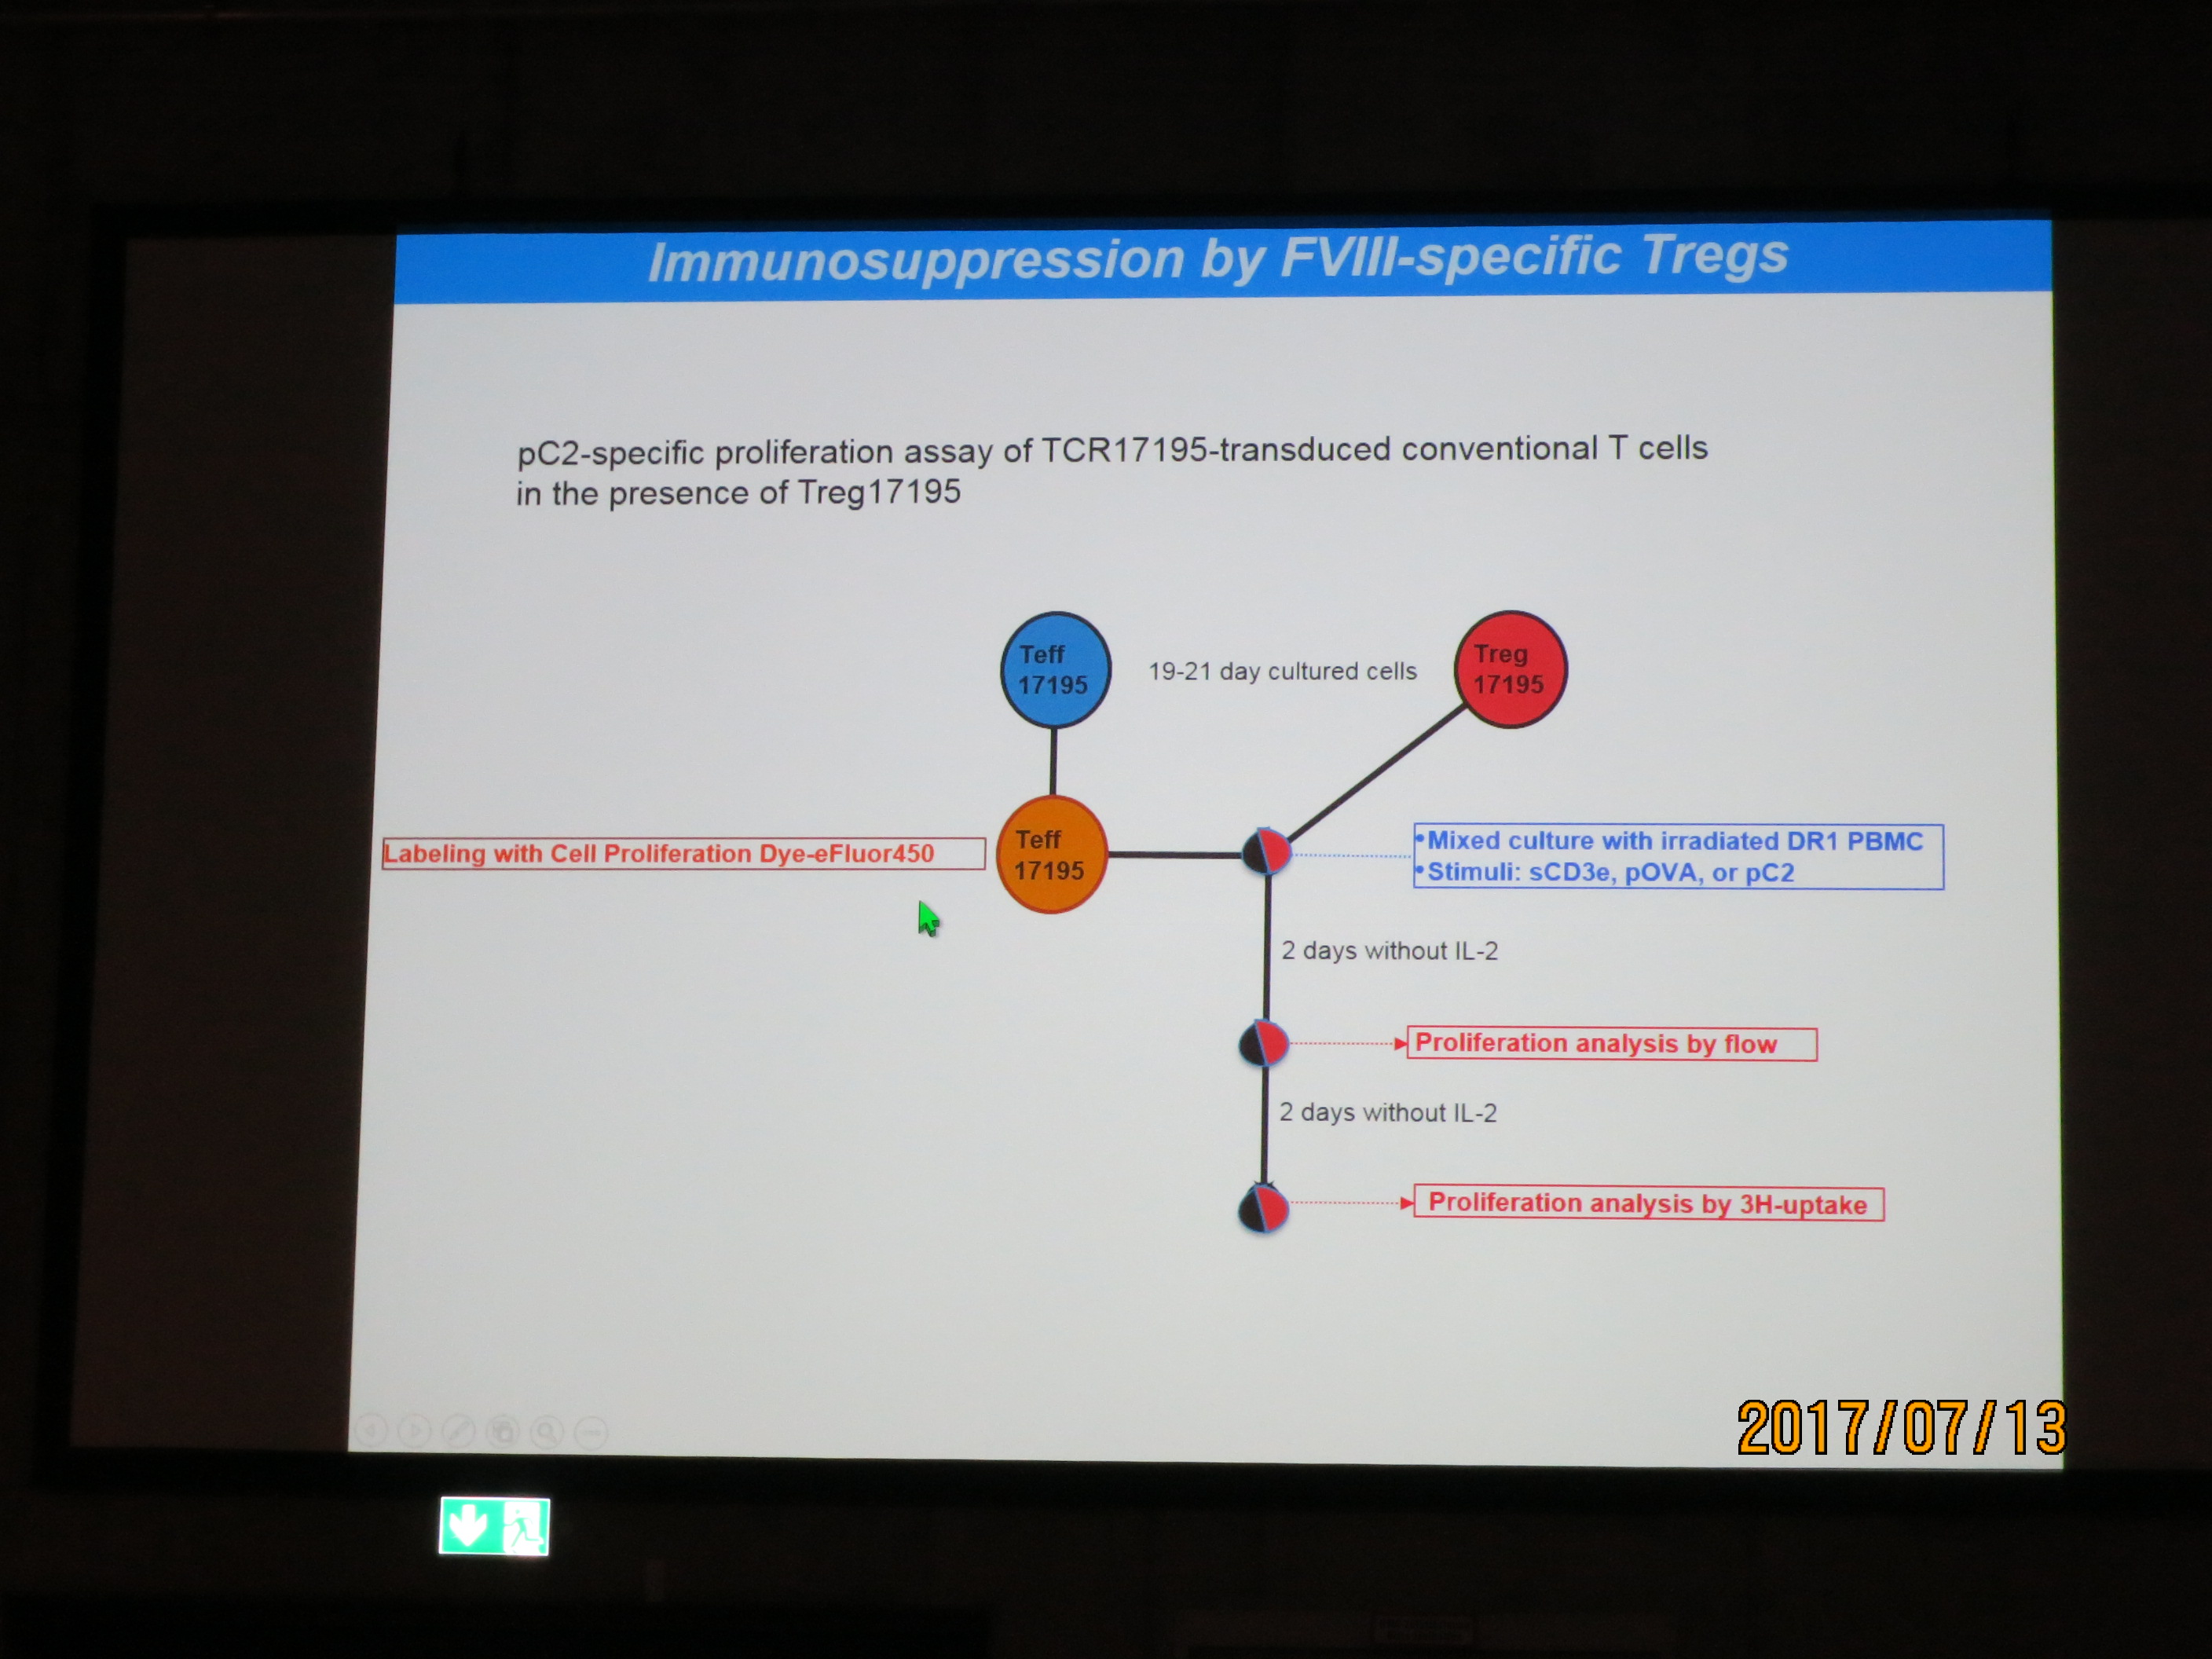 Immunosuppression by FVIII-specific Tregs
pC2-specific proliferation assay of TCR17195-transduced conventional T cells
in the presence of Treg17195
Teff
17195
19-21 day cultured cells
Treg
17195
Labeling with Cell Proliferation Dye-eFluor450
Teff
17195
•Mixed culture with irradiated DR1 PBMC
•Stimuli: sCD3e, pOVA, or pC2
2 days without IL-2
Proliferation analysis by flow
2 days without IL-2
Proliferation analysis by 3H-uptake
2017/07/13